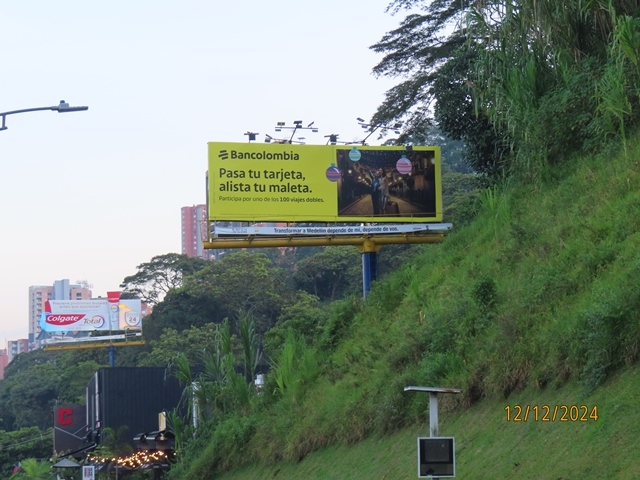 Bancolombia
Pasa tu tarjeta,
alista tu maleta.
Participa por uno de los 100 viajes dobles.
Transformar a Medellín depende de mí, depende de vos.
Colgate Total
24
C
12/12/2024